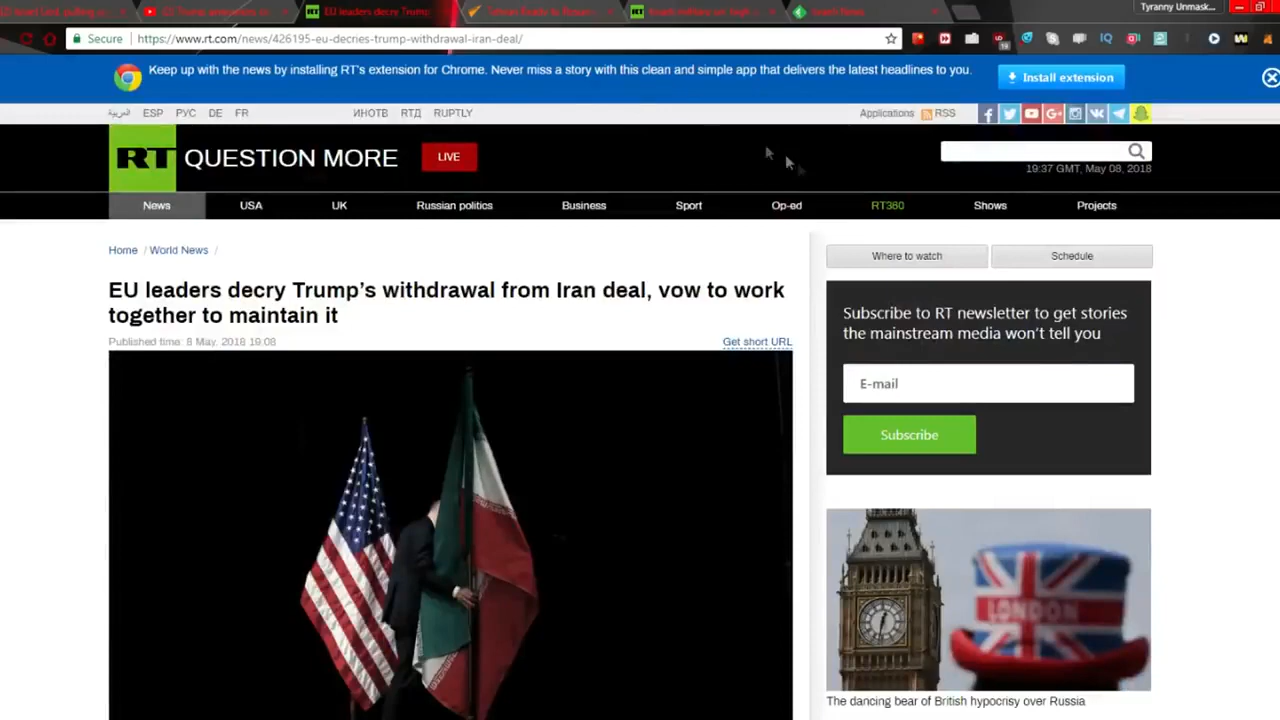 EU leaders decry Trump
Tyranny Unmask...
Secure
https://www.rt.com/news/426195-eu-decries-trump-withdrawal-iran-deal/
Keep up with the news by installing RT's extension for Chrome. Never miss a story with this clean and simple app that delivers the latest headlines to you.
Install extension
العربية ESP РУС DE FR ИНОТВ RTД RUPTLY
Applications RSS
RT QUESTION MORE
LIVE
19:37 GMT, May 08, 2018
News USA UK Russian politics Business Sport Op-ed RT360 Shows Projects
Home / World News /
Where to watch
Schedule
EU leaders decry Trump’s withdrawal from Iran deal, vow to work
together to maintain it
Published time: 8 May, 2018 19:08
Get short URL
Subscribe to RT newsletter to get stories
the mainstream media won’t tell you
E-mail
Subscribe
LONDON
The dancing bear of British hypocrisy over Russia